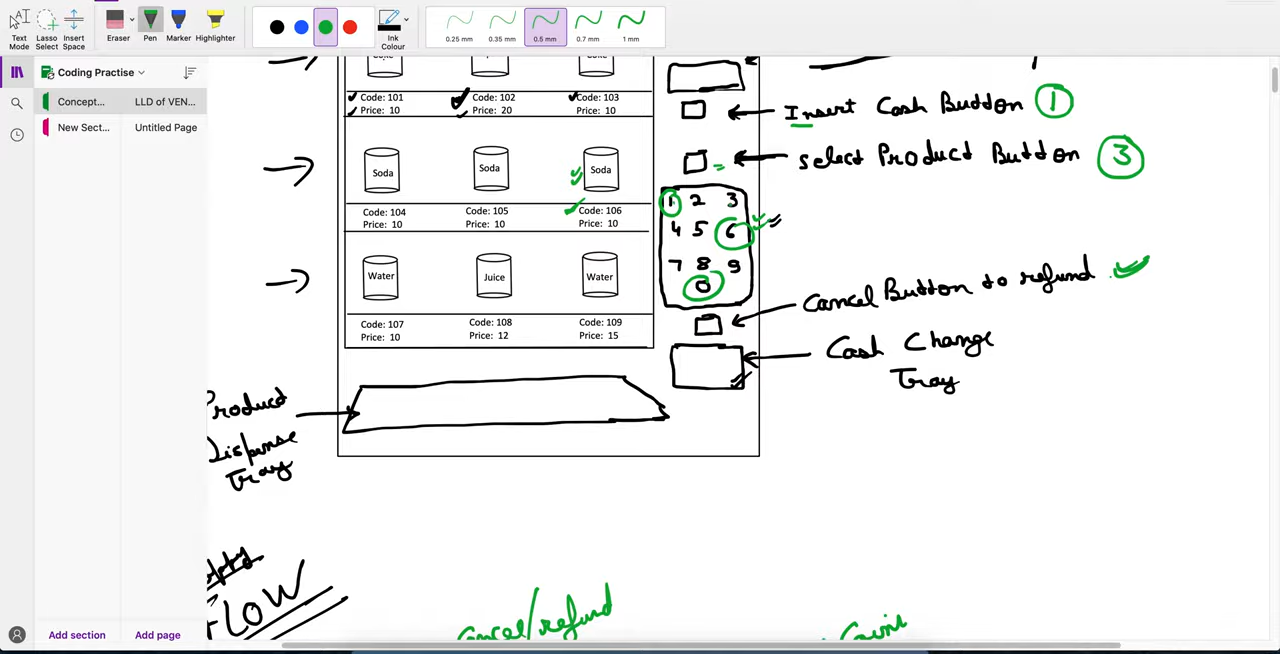 Text Mode
Lasso Select
Insert Space
Eraser
Pen
Marker
Highlighter
Ink Colour
0.25 mm
0.35 mm
0.5 mm
0.7 mm
1 mm
Coding Practise
Concept...
LLD of VEN...
New Sect...
Untitled Page
Code: 101
Price: 10
Code: 102
Price: 20
Code: 103
Price: 10
Insert Cash Button 1
Select Product Button 3
Soda
Soda
Soda
Code: 104
Price: 10
Code: 105
Price: 10
Code: 106
Price: 10
1 2 3
4 5 6
7 8 9
0
Water
Juice
Water
Code: 107
Price: 10
Code: 108
Price: 12
Code: 109
Price: 15
Cancel Button to refund
Cash Change
Tray
Product
Dispense
Tray
FLOW
Cancel/refund
Coins
Add section
Add page